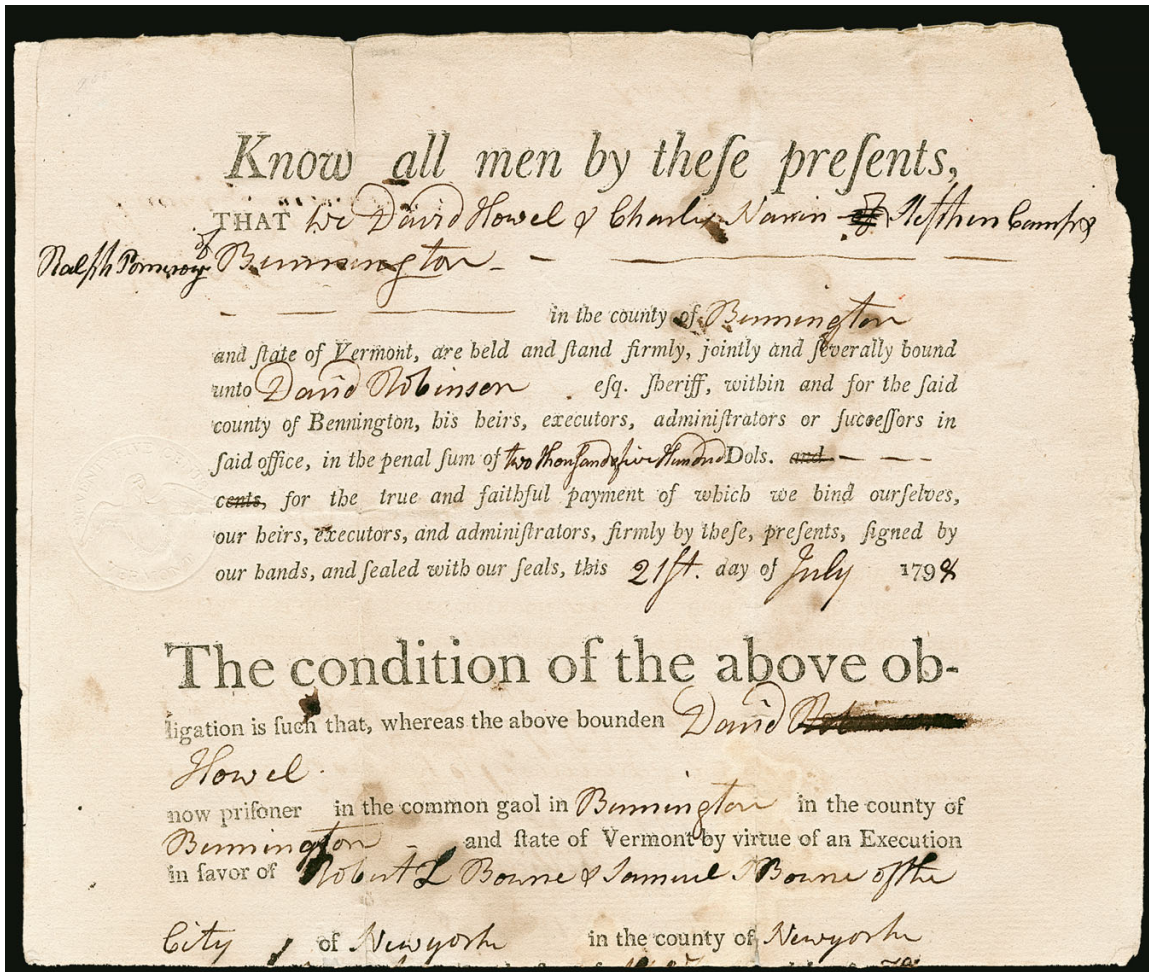 Know all men by theſe preſents,
THAT We David Howel & Charls Nawin of Stephen Camp &
Ralph Pomeroy of Bennington
in the county of Bennington
and ſtate of Vermont, are held and ſtand firmly, jointly and ſeverally bound
unto David Robinson eſq. ſheriff, within and for the ſaid
county of Bennington, his heirs, executors, adminiſtrators or ſucceſſors in
ſaid office, in the penal ſum of two thousand & five Hundred Dols. and
cents, for the true and faithful payment of which we bind ourſelves,
our heirs, executors, and adminiſtrators, firmly by theſe, preſents, ſigned by
our hands, and ſealed with our ſeals, this 21ſt. day of July 1798
The condition of the above ob-
ligation is ſuch that, whereas the above bounden David
Howel.
now priſoner in the common gaol in Bennington in the county of
Bennington and ſtate of Vermont by virtue of an Execution
in favor of Robert L Bowne & Samuel Bowne of the
City of Newyork in the county of Newyork